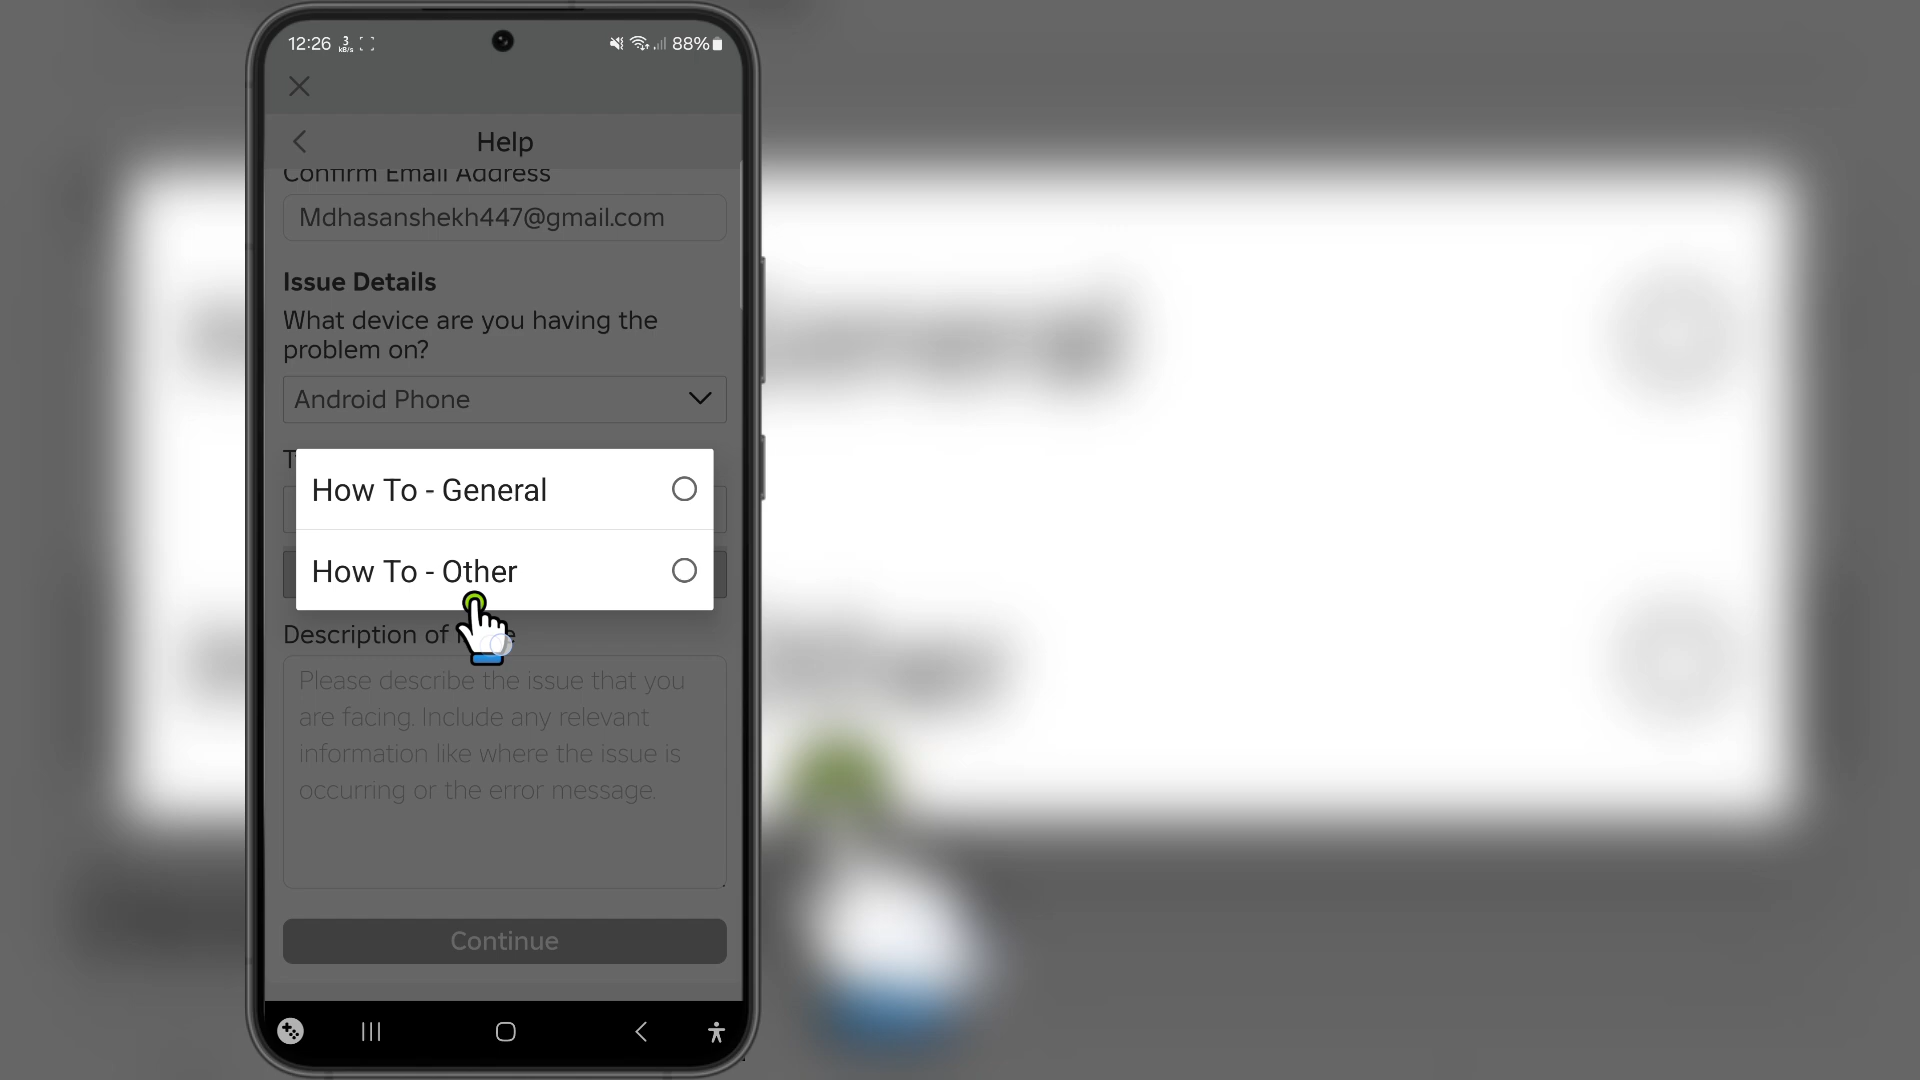 12:26 3 kB/s 88%
Help
Confirm Email Address
Mdhasanshekh447@gmail.com
Issue Details
What device are you having the
problem on?
Android Phone
T
How To - General
How To - Other
Description of
Please describe the issue that you
are facing. Include any relevant
information like where the issue is
occurring or the error message.
Continue